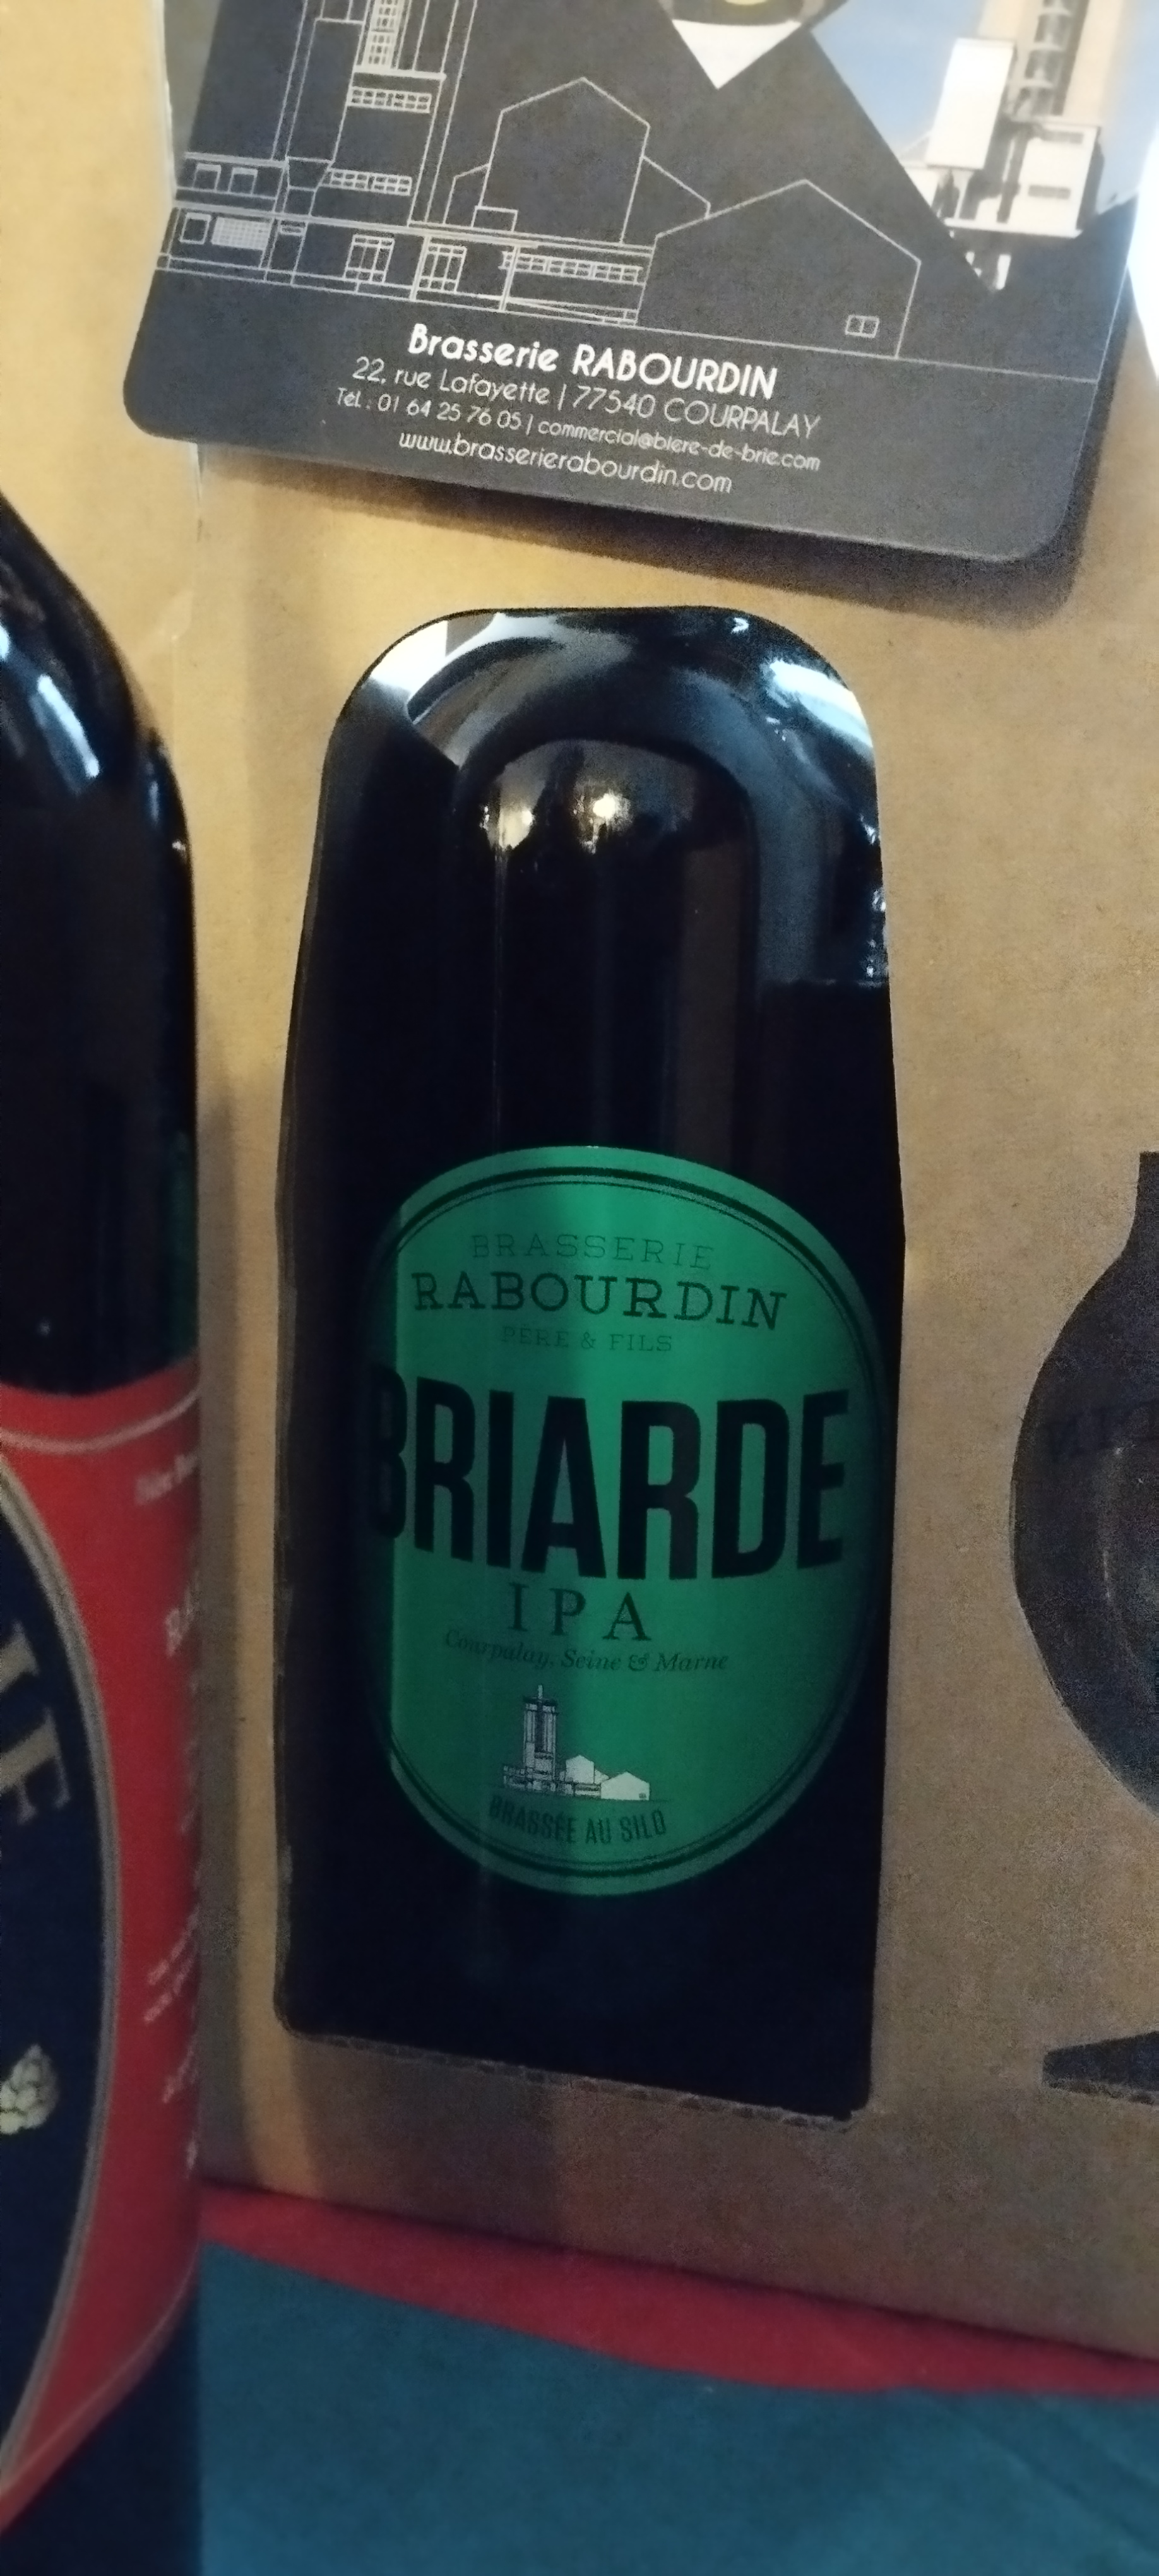 Brasserie RABOURDIN
22, rue Lafayette | 77540 COURPALAY
Tél. : 01 64 25 76 05 | commercial@biere-de-brie.com
www.brasserierabourdin.com
BRASSERIE
RABOURDIN
PÈRE & FILS
BRIARDE
IPA
Courpalay, Seine & Marne
BRASSÉE AU SILO